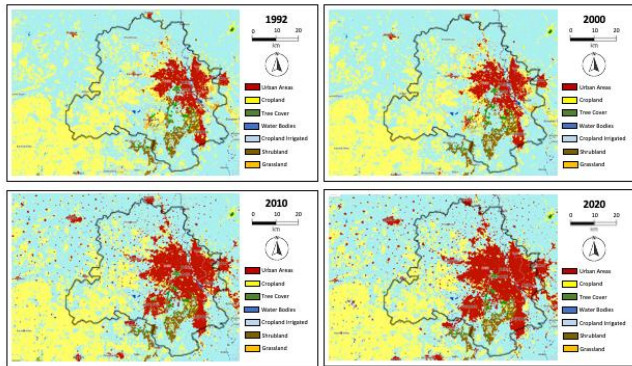 1992
0 10 20
km
Urban Areas
Cropland
Tree Cover
Water Bodies
Cropland Irrigated
Shrubland
Grassland
2000
0 10 20
km
Urban Areas
Cropland
Tree Cover
Water Bodies
Cropland Irrigated
Shrubland
Grassland
2010
0 10 20
km
Urban Areas
Cropland
Tree Cover
Water Bodies
Cropland Irrigated
Shrubland
Grassland
2020
0 10 20
km
Urban Areas
Cropland
Tree Cover
Water Bodies
Cropland Irrigated
Shrubland
Grassland